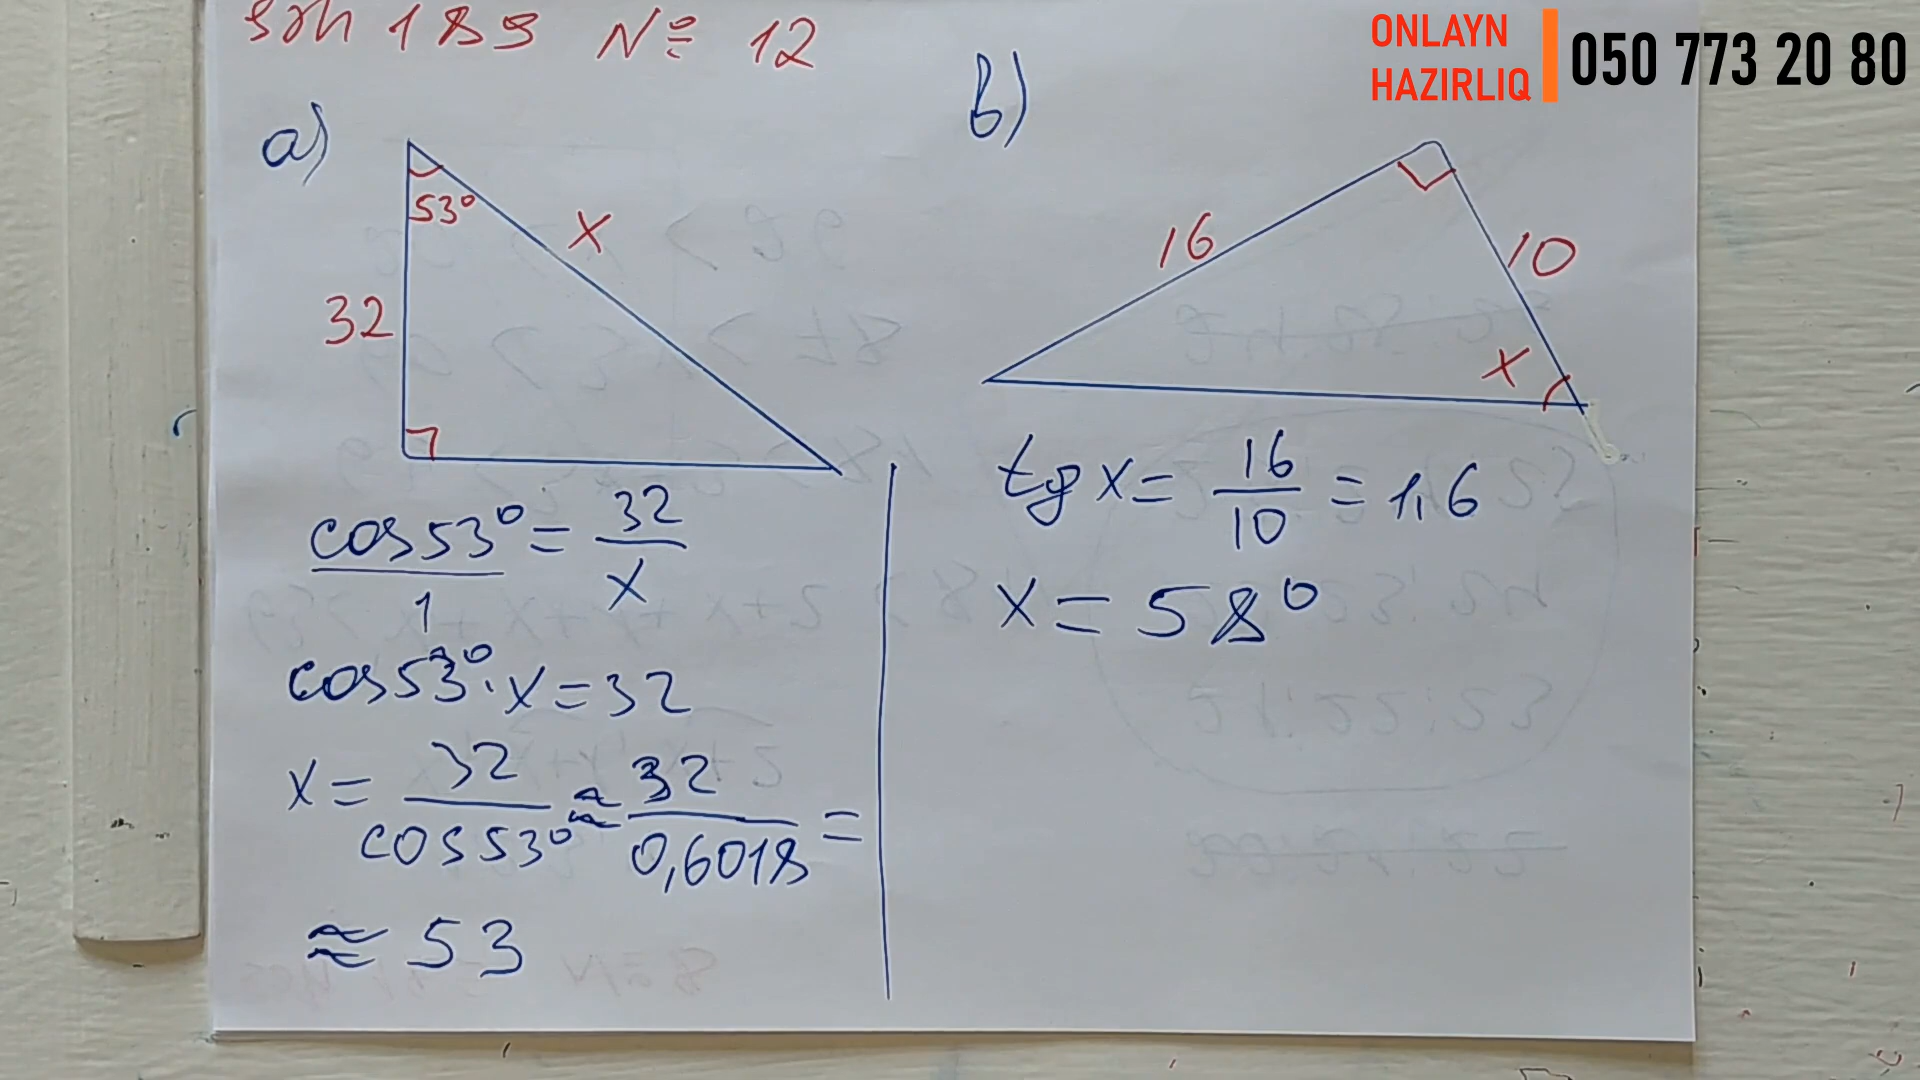 səh 189 № 12
ONLAYN
HAZIRLIQ
050 773 20 80
a)
53°
x
32
cos53°/1 = 32/x
cos53°·x=32
x= 32/cos53° ≈ 32/0,6018 =
≈ 53
b)
16
10
x
tg x= 16/10 = 1,6
x = 58°